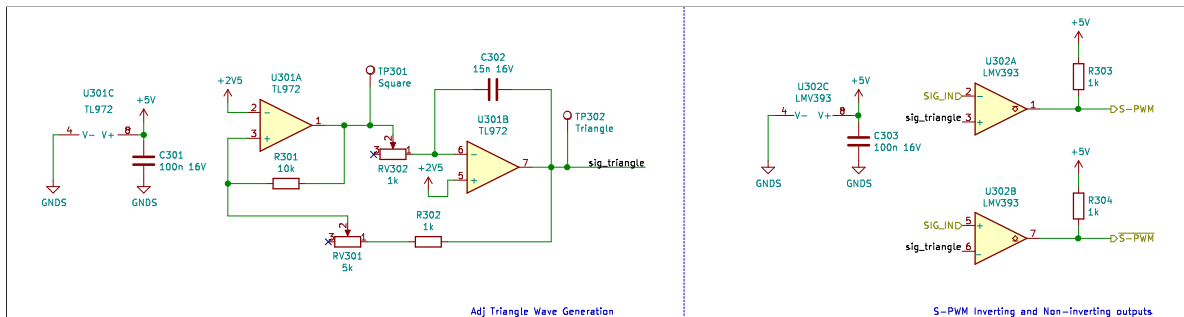 U301C
TL972
+5V
4
V-
V+
8
C301
100n 16V
GNDS
GNDS
+2V5
U301A
TL972
2
3
1
R301
10k
TP301
Square
C302
15n 16V
3
2
1
RV302
1k
+2V5
6
5
U301B
TL972
7
TP302
Triangle
sig_triangle
3
2
1
RV301
5k
R302
1k
Adj Triangle Wave Generation
U302C
LMV393
+5V
4
V-
V+
8
C303
100n 16V
GNDS
GNDS
+5V
U302A
LMV393
R303
1k
SIG_IN
2
sig_triangle
3
1
S-PWM
+5V
U302B
LMV393
R304
1k
SIG_IN
5
sig_triangle
6
7
S-PWM
S-PWM Inverting and Non-inverting outputs